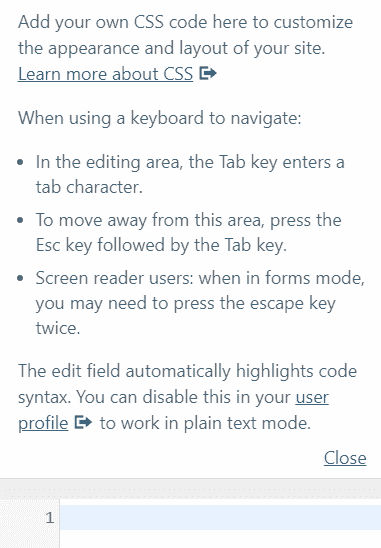 Add your own CSS code here to customize
the appearance and layout of your site.
Learn more about CSS
When using a keyboard to navigate:
• In the editing area, the Tab key enters a
tab character.
• To move away from this area, press the
Esc key followed by the Tab key.
• Screen reader users: when in forms mode,
you may need to press the escape key
twice.
The edit field automatically highlights code
syntax. You can disable this in your user
profile to work in plain text mode.
Close
1